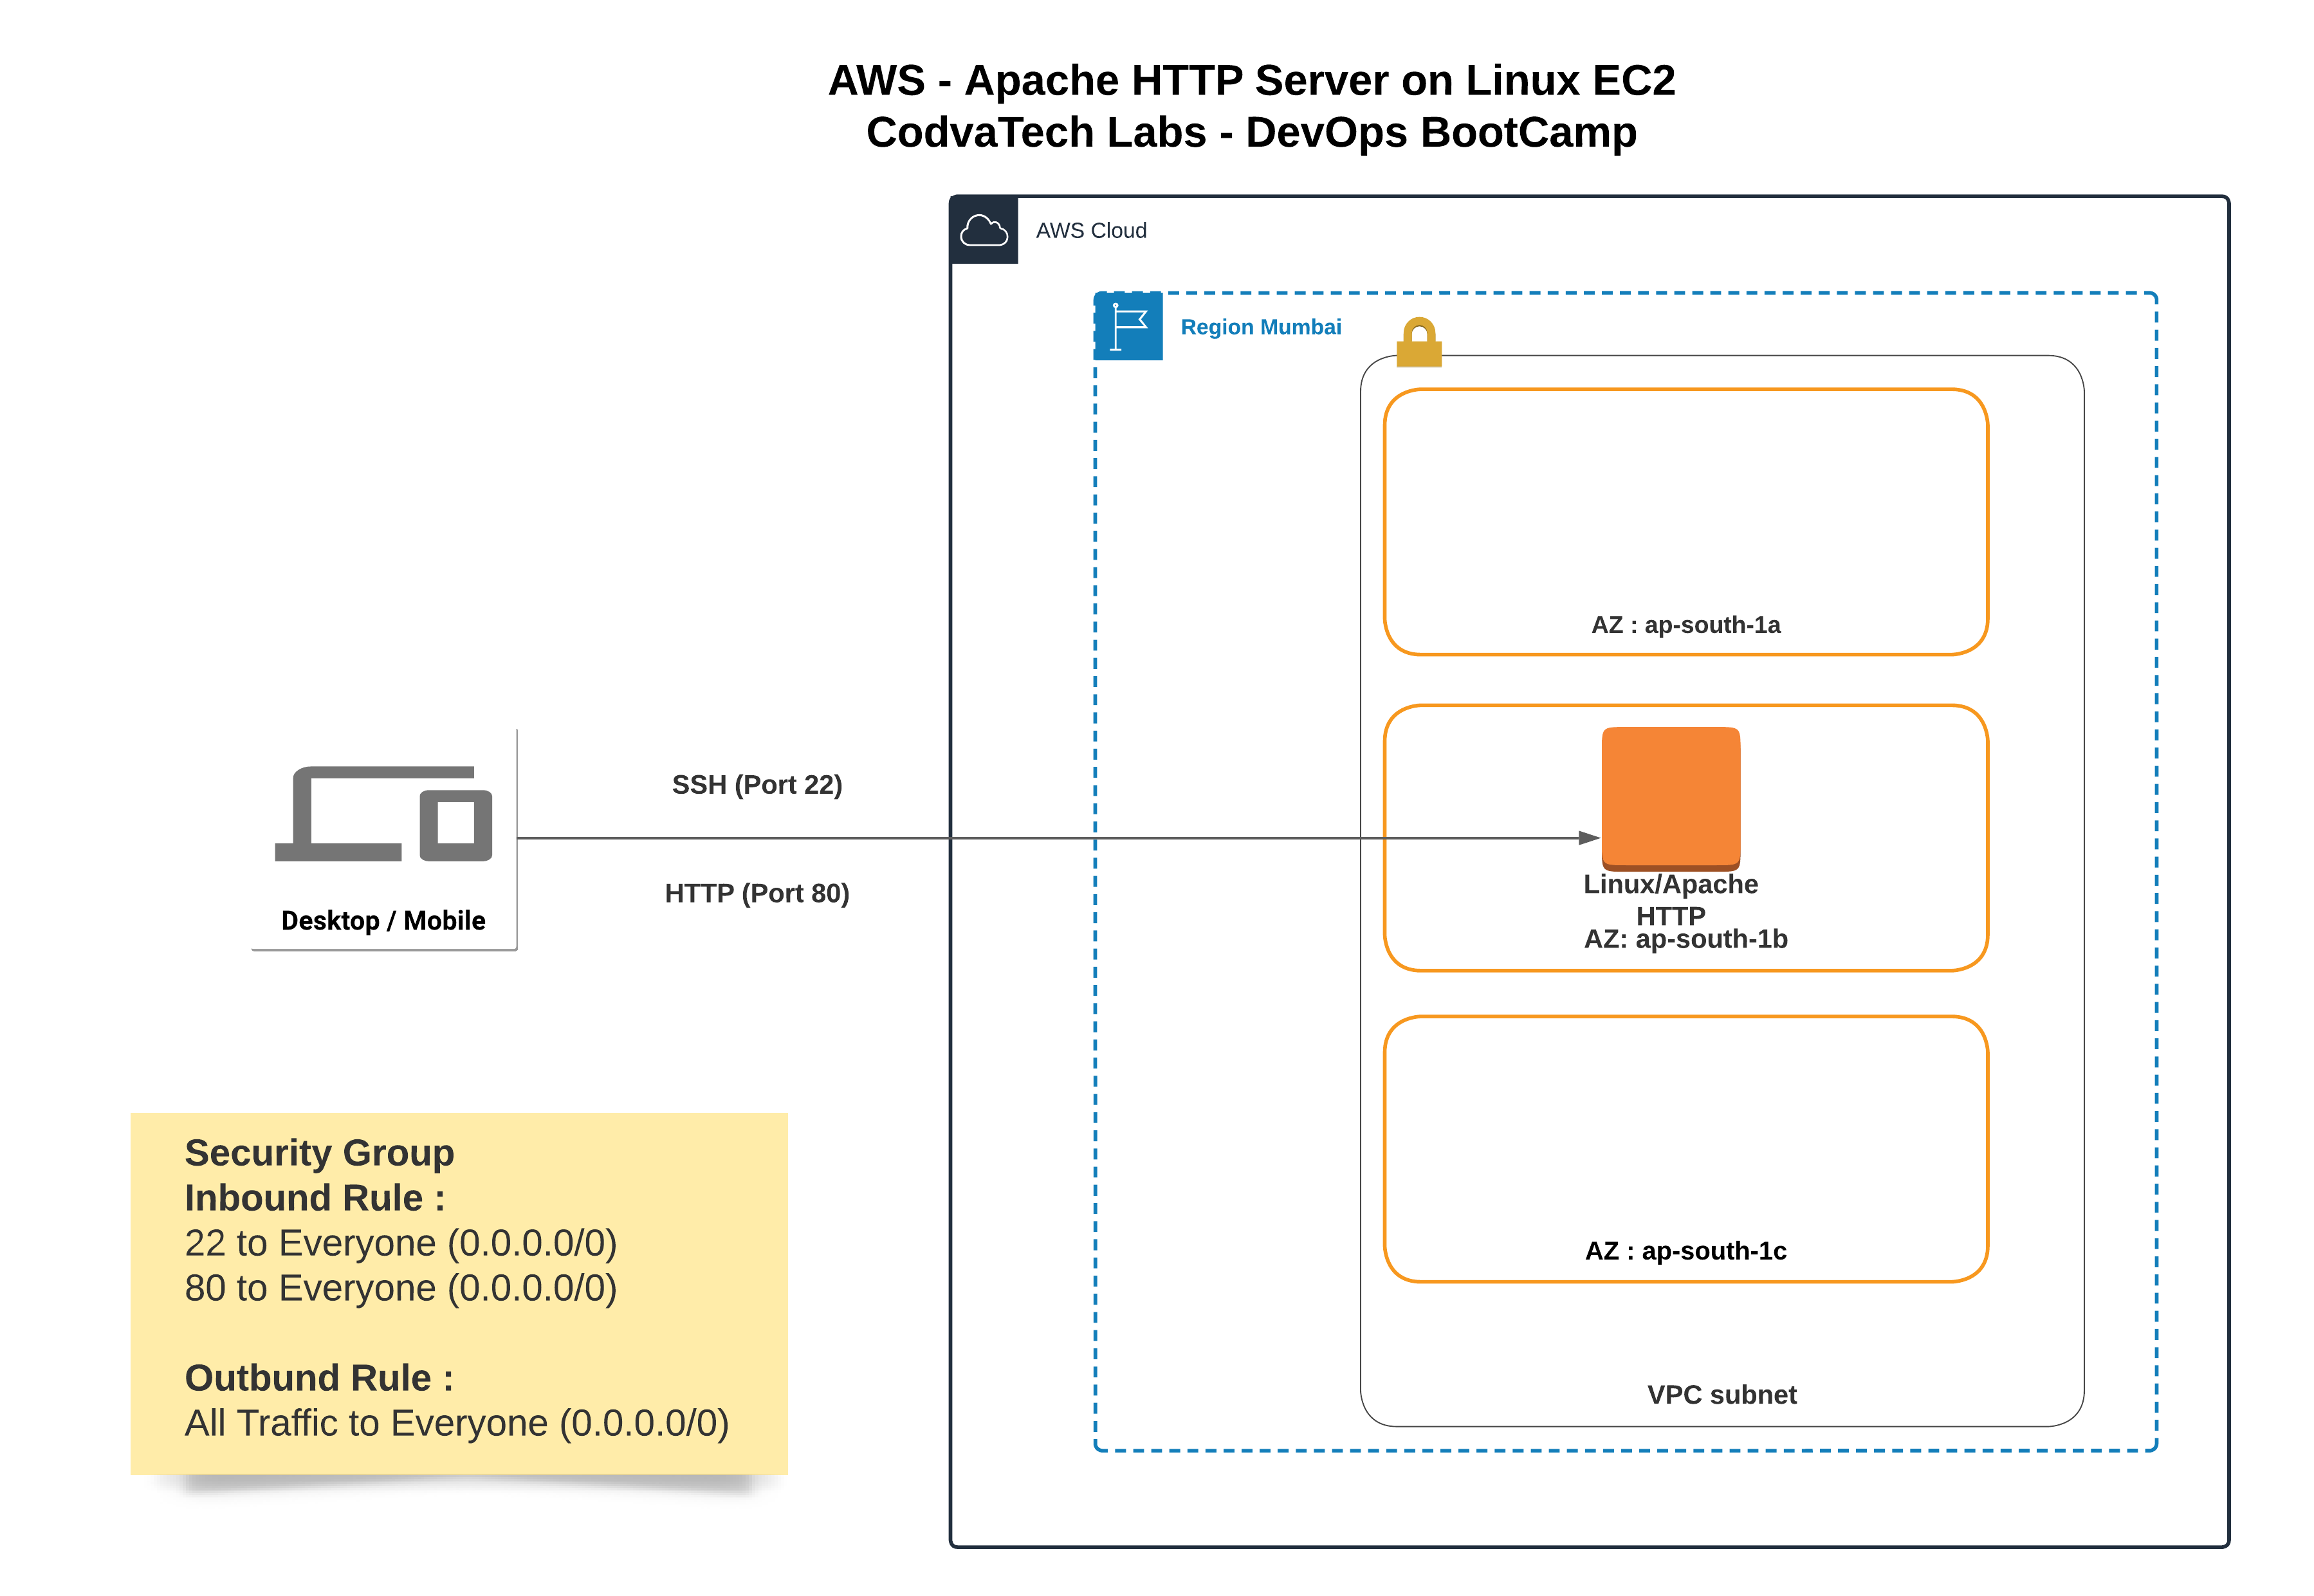 AWS - Apache HTTP Server on Linux EC2
CodvaTech Labs - DevOps BootCamp
AWS Cloud
Region Mumbai
AZ : ap-south-1a
SSH (Port 22)
HTTP (Port 80)
Desktop / Mobile
Linux/Apache
HTTP
AZ: ap-south-1b
Security Group
Inbound Rule :
22 to Everyone (0.0.0.0/0)
80 to Everyone (0.0.0.0/0)
Outbund Rule :
All Traffic to Everyone (0.0.0.0/0)
AZ : ap-south-1c
VPC subnet